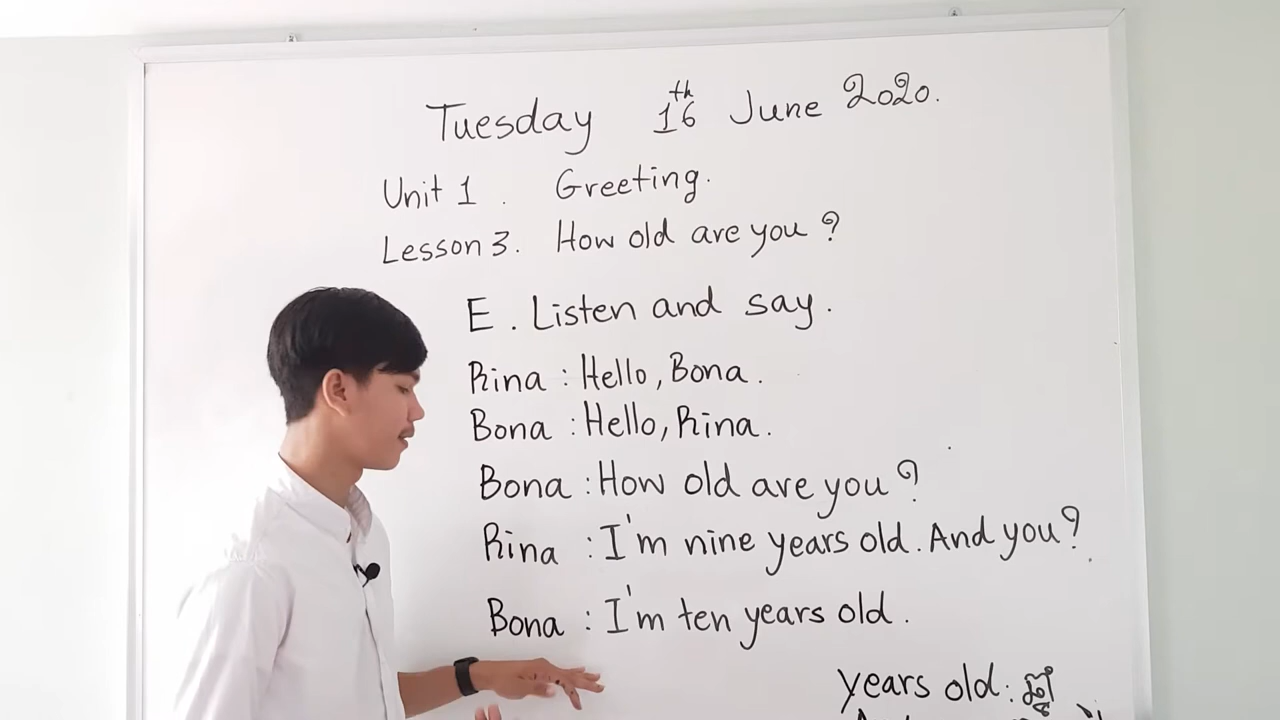 Tuesday 16th June 2020.
Unit 1. Greeting.
Lesson 3. How old are you?
E. Listen and say.
Rina : Hello, Bona.
Bona : Hello, Rina.
Bona : How old are you?
Rina : I'm nine years old. And you?
Bona : I'm ten years old.
years old : ឆ្នាំ